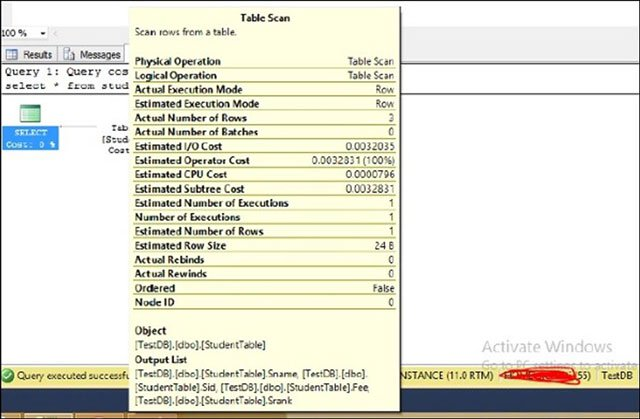 Table Scan
Scan rows from a table.
Physical Operation Table Scan
Logical Operation Table Scan
Actual Execution Mode Row
Estimated Execution Mode Row
Actual Number of Rows 3
Actual Number of Batches 0
Estimated I/O Cost 0.0032035
Estimated Operator Cost 0.0032831 (100%)
Estimated CPU Cost 0.0000796
Estimated Subtree Cost 0.0032831
Estimated Number of Executions 1
Number of Executions 1
Estimated Number of Rows 1
Estimated Row Size 24 B
Actual Rebinds 0
Actual Rewinds 0
Ordered False
Node ID 0
Object
[TestDB].[dbo].[StudentTable]
Output List
[TestDB].[dbo].[StudentTable].Sname, [TestDB].[dbo].
[StudentTable].Sid, [TestDB].[dbo].[StudentTable].Fee,
[TestDB].[dbo].[StudentTable].Srank
100 %
Results Messages
Query 1: Query cos
select * from stud
SELECT
Cost: 0 %
Tab
[Stud
Cost
Activate Windows
Go to PC settings to activate
Query executed successfu
NSTANCE (11.0 RTM) 55) TestDB